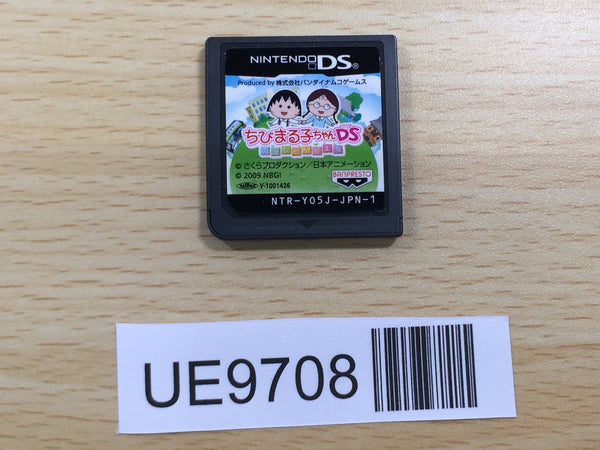 NINTENDO DS®
Produced by 株式会社バンダイナムコゲームス
ちびまる子ちゃんDS
© さくらプロダクション／日本アニメーション
© 2009 NBGI
V-1001426
BANPRESTO
NTR-Y05J-JPN-1
UE9708